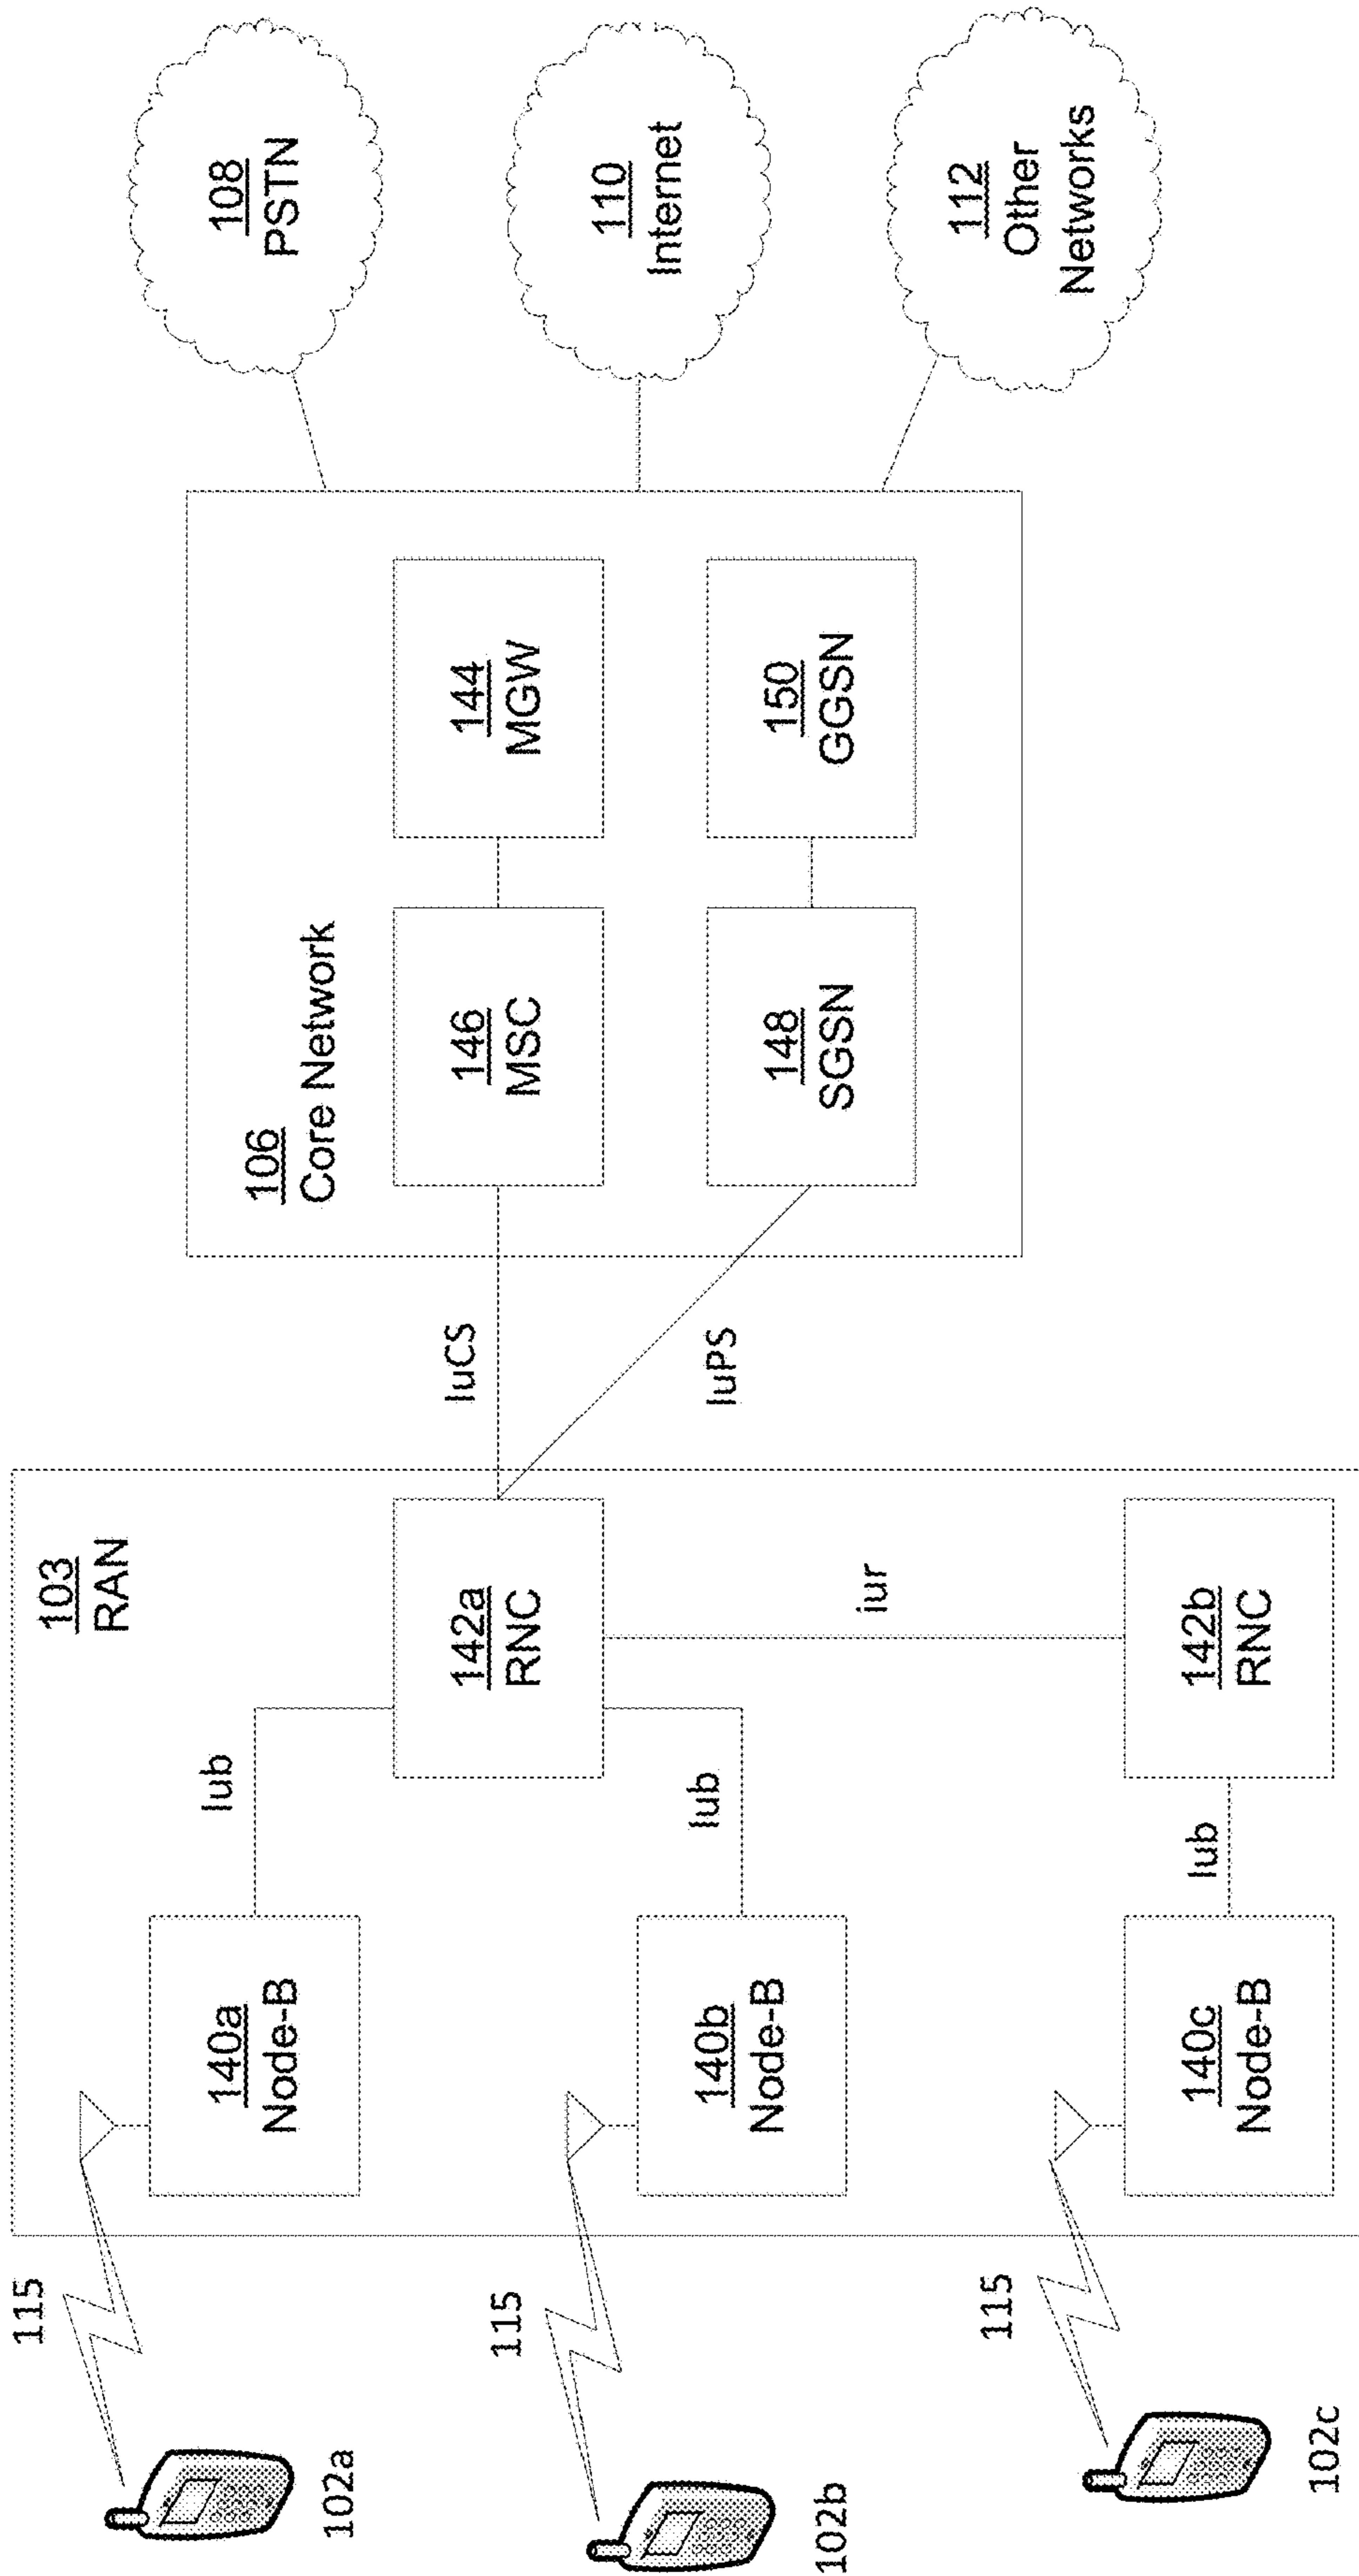 115
102a
115
102b
115
102c
103
RAN
140a
Node-B
140b
Node-B
140c
Node-B
Iub
Iub
Iub
142a
RNC
iur
142b
RNC
IuCS
IuPS
106
Core Network
146
MSC
144
MGW
148
SGSN
150
GGSN
108
PSTN
110
Internet
112
Other
Networks